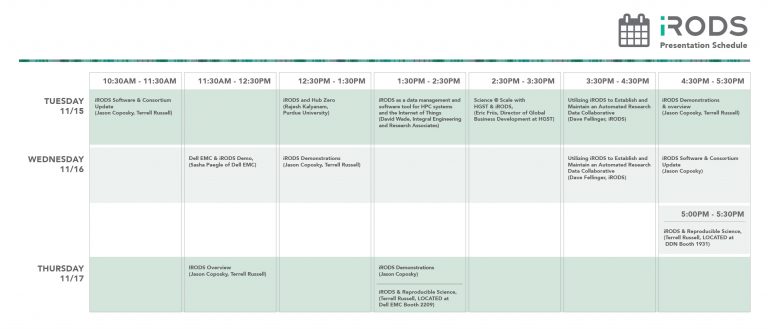 iRODS
Presentation Schedule
10:30AM - 11:30AM
11:30AM - 12:30PM
12:30PM - 1:30PM
1:30PM - 2:30PM
2:30PM - 3:30PM
3:30PM - 4:30PM
4:30PM - 5:30PM
TUESDAY
11/15
iRODS Software & Consortium
Update
(Jason Coposky, Terrell Russell)
iRODS and Hub Zero
(Rajesh Kalyanam,
Purdue University)
iRODS as a data management and
software tool for HPC systems
and the Internet of Things
(David Wade, Integral Engineering
and Research Associates)
Science @ Scale with
HGST & iRODS,
(Eric Fris, Director of Global
Business Development at HGST)
Utilizing iRODS to Establish and
Maintain an Automated Research
Data Collaborative
(Dave Fellinger, iRODS)
iRODS Demonstrations
& overview
(Jason Coposky, Terrell Russell)
WEDNESDAY
11/16
Dell EMC & iRODS Demo,
(Sasha Paegle of Dell EMC)
iRODS Demonstrations
(Jason Coposky, Terrell Russell)
Utilizing iRODS to Establish and
Maintain an Automated Research
Data Collaborative
(Dave Fellinger, iRODS)
iRODS Software & Consortium
Update
(Jason Coposky)
5:00PM - 5:30PM
iRODS & Reproducible Science,
(Terrell Russell, LOCATED at
DDN Booth 1931)
THURSDAY
11/17
iRODS Overview
(Jason Coposky, Terrell Russell)
iRODS Demonstrations
(Jason Coposky)
iRODS & Reproducible Science,
(Terrell Russell, LOCATED at
Dell EMC Booth 2209)